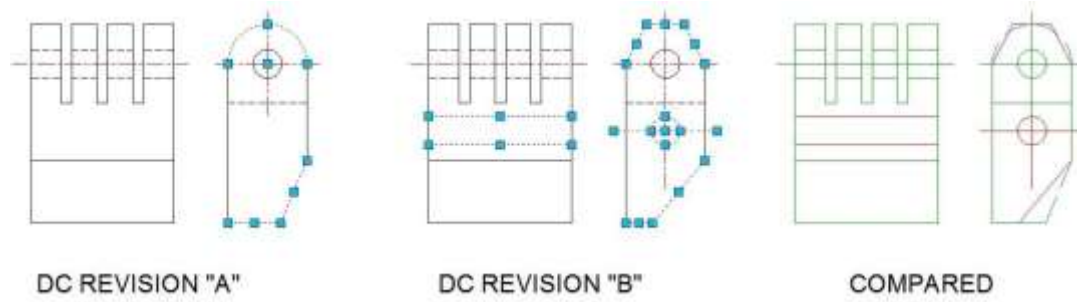 DC REVISION "A"
DC REVISION "B"
COMPARED